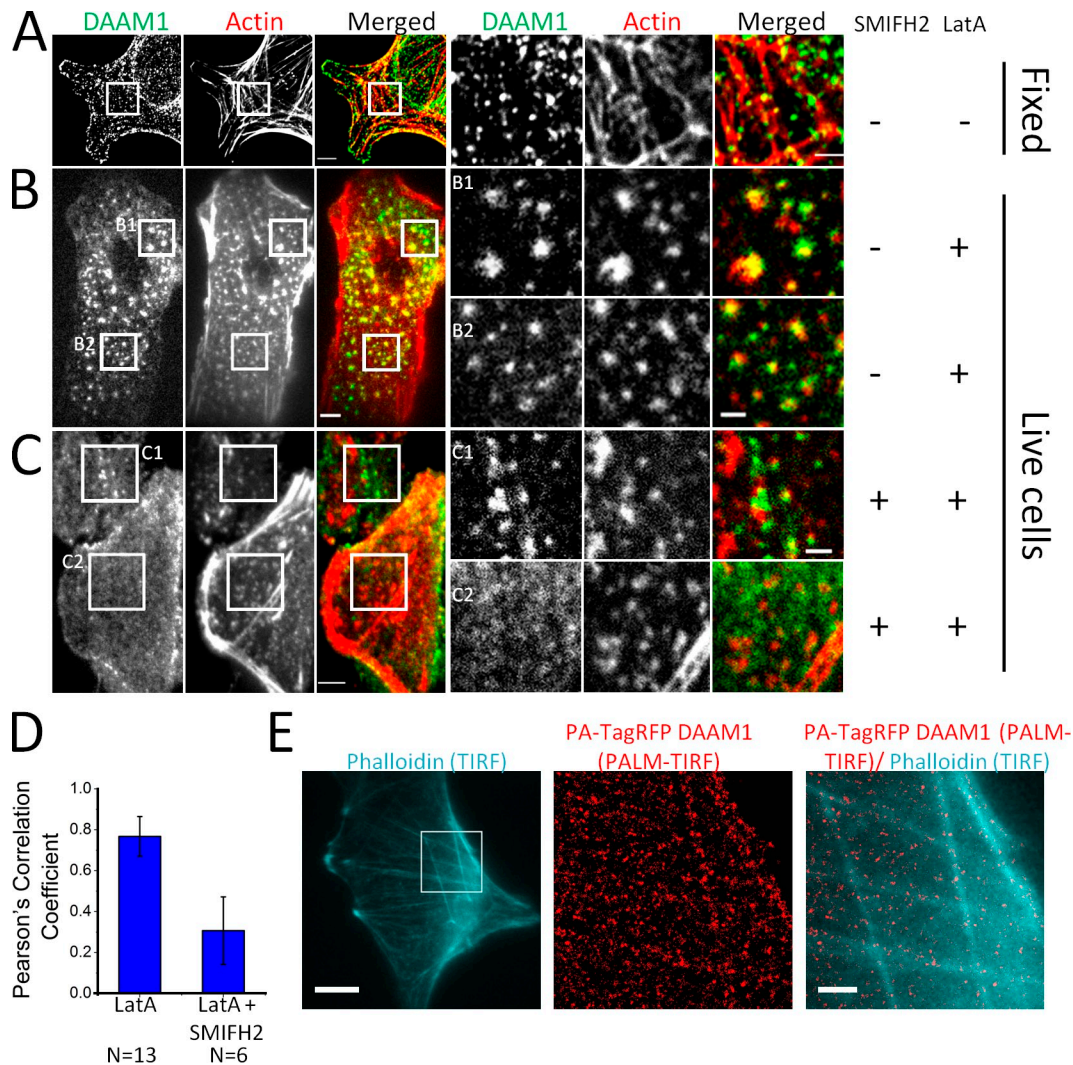 A
DAAM1 Actin Merged DAAM1 Actin Merged SMIFH2 LatA
- -
Fixed
B
B1
B1
- +
B2
B2
- +
Live cells
C
C1
C1
+ +
C2
C2
+ +
D
Pearson's Correlation
Coefficient
1.0
0.8
0.6
0.4
0.2
0.0
LatA
LatA +
SMIFH2
N=13
N=6
E
Phalloidin (TIRF)
PA-TagRFP DAAM1
(PALM-TIRF)
PA-TagRFP DAAM1 (PALM-
TIRF)/ Phalloidin (TIRF)